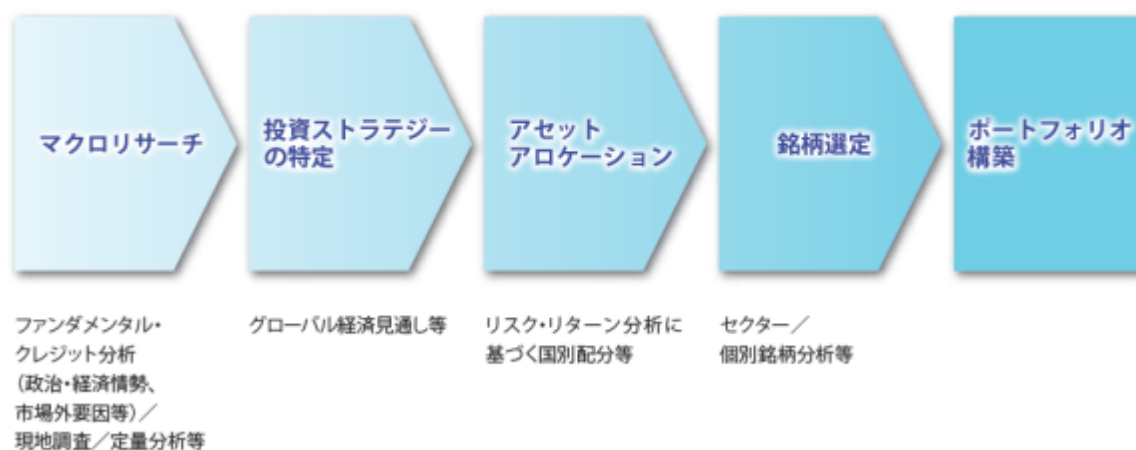 マクロリサーチ
投資ストラテジー
の特定
アセット
アロケーション
銘柄選定
ポートフォリオ
構築
ファンダメンタル・
クレジット分析
（政治・経済情勢、
市場外要因等）／
現地調査／定量分析等
グローバル経済見通し等
リスク・リターン分析に
基づく国別配分等
セクター／
個別銘柄分析等